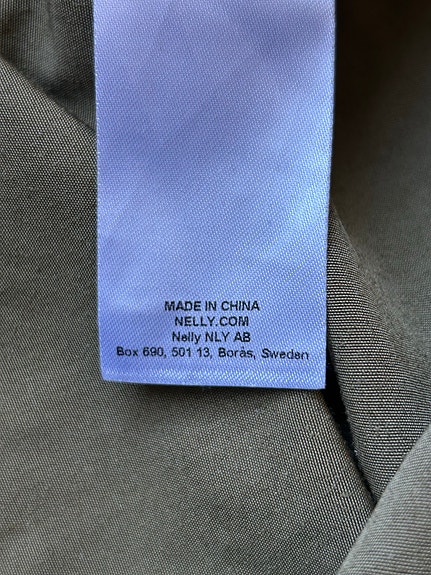 MADE IN CHINA
NELLY.COM
Nelly NLY AB
Box 690, 501 13, Borås, Sweden